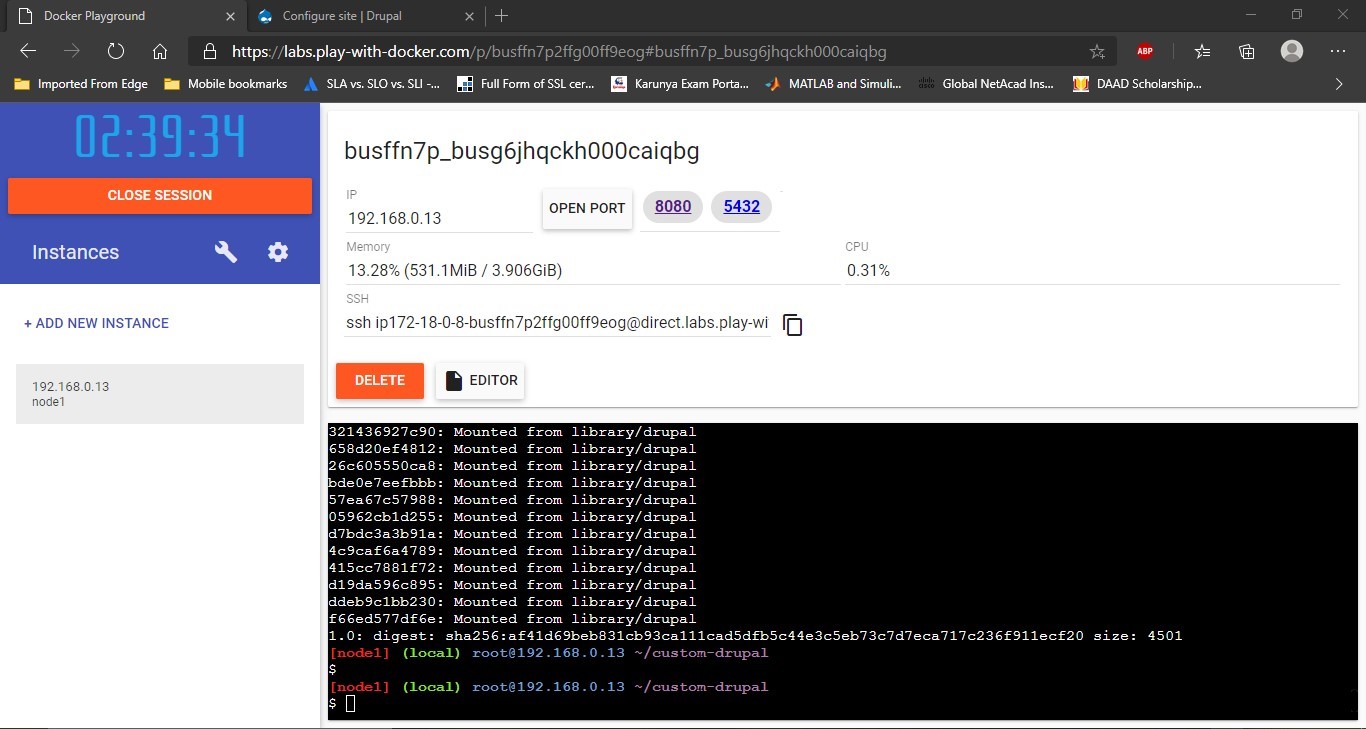 Docker Playground
Configure site | Drupal
https://labs.play-with-docker.com/p/busffn7p2ffg00ff9eog#busffn7p_busg6jhqckh000caiqbg
ABP
Imported From Edge
Mobile bookmarks
SLA vs. SLO vs. SLI -...
Full Form of SSL cer...
Karunya Exam Porta...
MATLAB and Simuli...
Global NetAcad Ins...
DAAD Scholarship...
02:39:34
CLOSE SESSION
Instances
+ ADD NEW INSTANCE
192.168.0.13
node1
busffn7p_busg6jhqckh000caiqbg
IP
192.168.0.13
OPEN PORT
8080
5432
Memory
13.28% (531.1MiB / 3.906GiB)
CPU
0.31%
SSH
ssh ip172-18-0-8-busffn7p2ffg00ff9eog@direct.labs.play-wi
DELETE
EDITOR
321436927c90: Mounted from library/drupal
658d20ef4812: Mounted from library/drupal
26c605550ca8: Mounted from library/drupal
bde0e7eefbbb: Mounted from library/drupal
57ea67c57988: Mounted from library/drupal
05962cb1d255: Mounted from library/drupal
d7bdc3a3b91a: Mounted from library/drupal
4c9caf6a4789: Mounted from library/drupal
415cc7881f72: Mounted from library/drupal
d19da596c895: Mounted from library/drupal
ddeb9c1bb230: Mounted from library/drupal
f66ed577df6e: Mounted from library/drupal
1.0: digest: sha256:af41d69beb831cb93ca111cad5dfb5c44e3c5eb73c7d7eca717c236f911ecf20 size: 4501
[node1] (local) root@192.168.0.13 ~/custom-drupal
$
[node1] (local) root@192.168.0.13 ~/custom-drupal
$